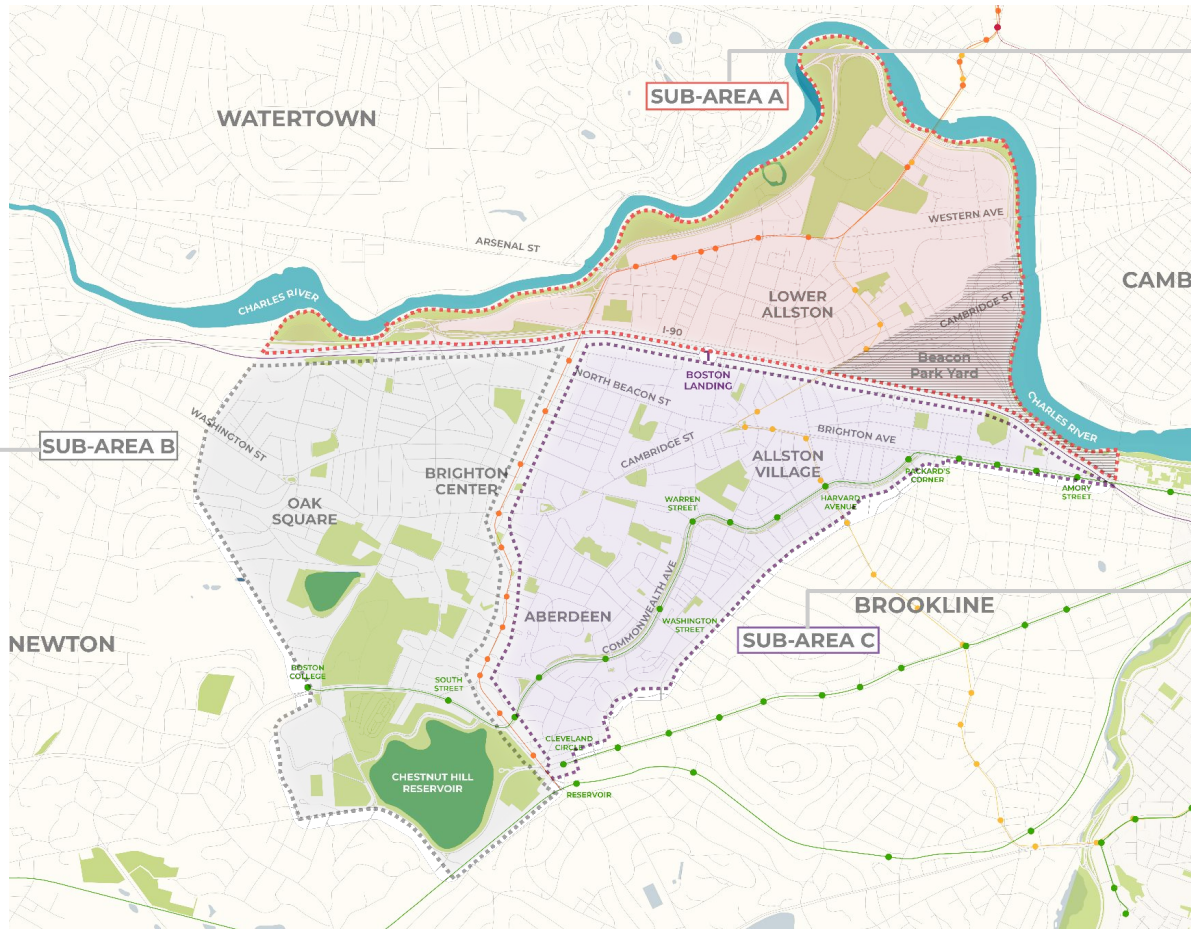 SUB-AREA A
WATERTOWN
WESTERN AVE
ARSENAL ST
CAMB
CHARLES RIVER
LOWER
ALLSTON
CAMBRIDGE ST
I-90
Beacon
Park Yard
T
BOSTON
LANDING
NORTH BEACON ST
CHARLES RIVER
WASHINGTON ST
SUB-AREA B
BRIGHTON AVE
CAMBRIDGE ST
ALLSTON
VILLAGE
BRIGHTON
CENTER
PACKARD'S
CORNER
OAK
SQUARE
AMORY
STREET
WARREN
STREET
HARVARD
AVENUE
COMMONWEALTH AVE
BROOKLINE
ABERDEEN
WASHINGTON
STREET
SUB-AREA C
NEWTON
BOSTON
COLLEGE
SOUTH
STREET
CLEVELAND
CIRCLE
CHESTNUT HILL
RESERVOIR
RESERVOIR